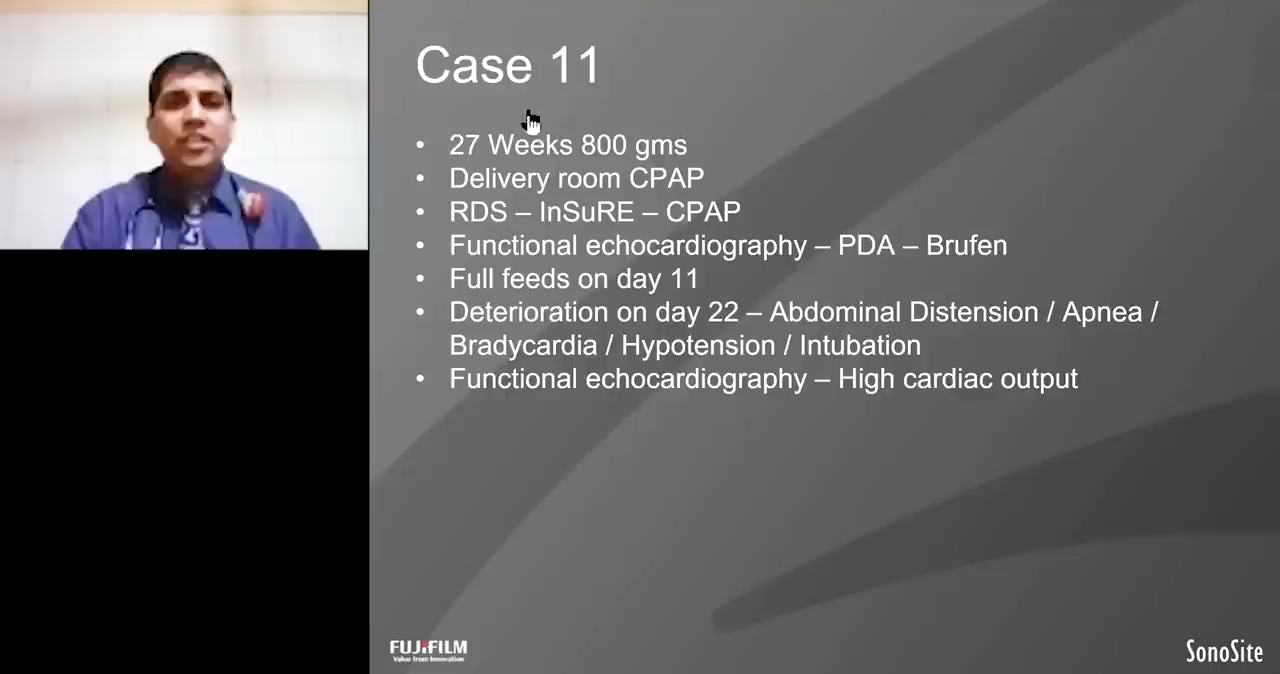 Case 11
• 27 Weeks 800 gms
• Delivery room CPAP
• RDS – InSuRE – CPAP
• Functional echocardiography – PDA – Brufen
• Full feeds on day 11
• Deterioration on day 22 – Abdominal Distension / Apnea /
Bradycardia / Hypotension / Intubation
• Functional echocardiography – High cardiac output
FUJIFILM
Value from Innovation
SonoSite